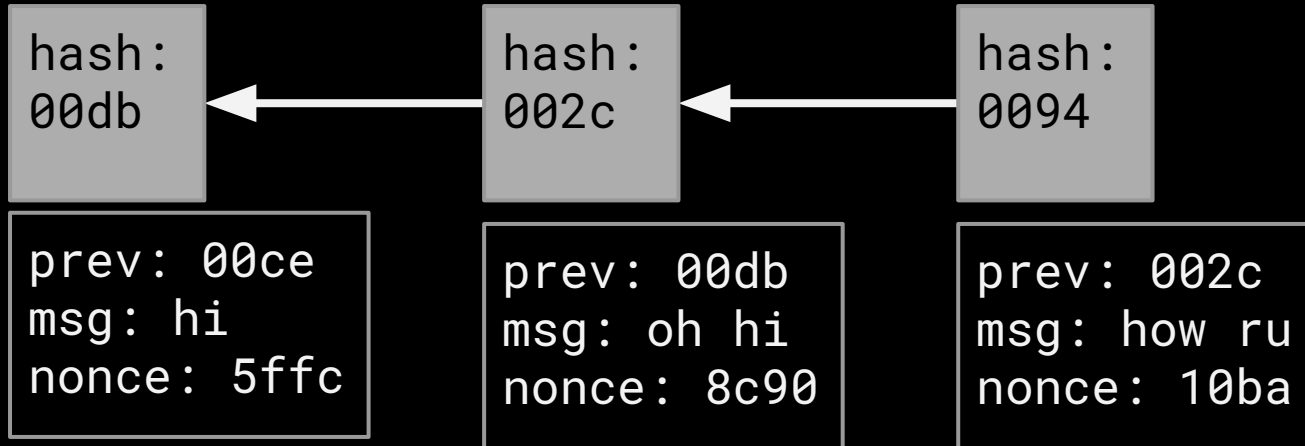 hash:
00db
hash:
002c
hash:
0094
prev: 00ce
msg: hi
nonce: 5ffc
prev: 00db
msg: oh hi
nonce: 8c90
prev: 002c
msg: how ru
nonce: 10ba